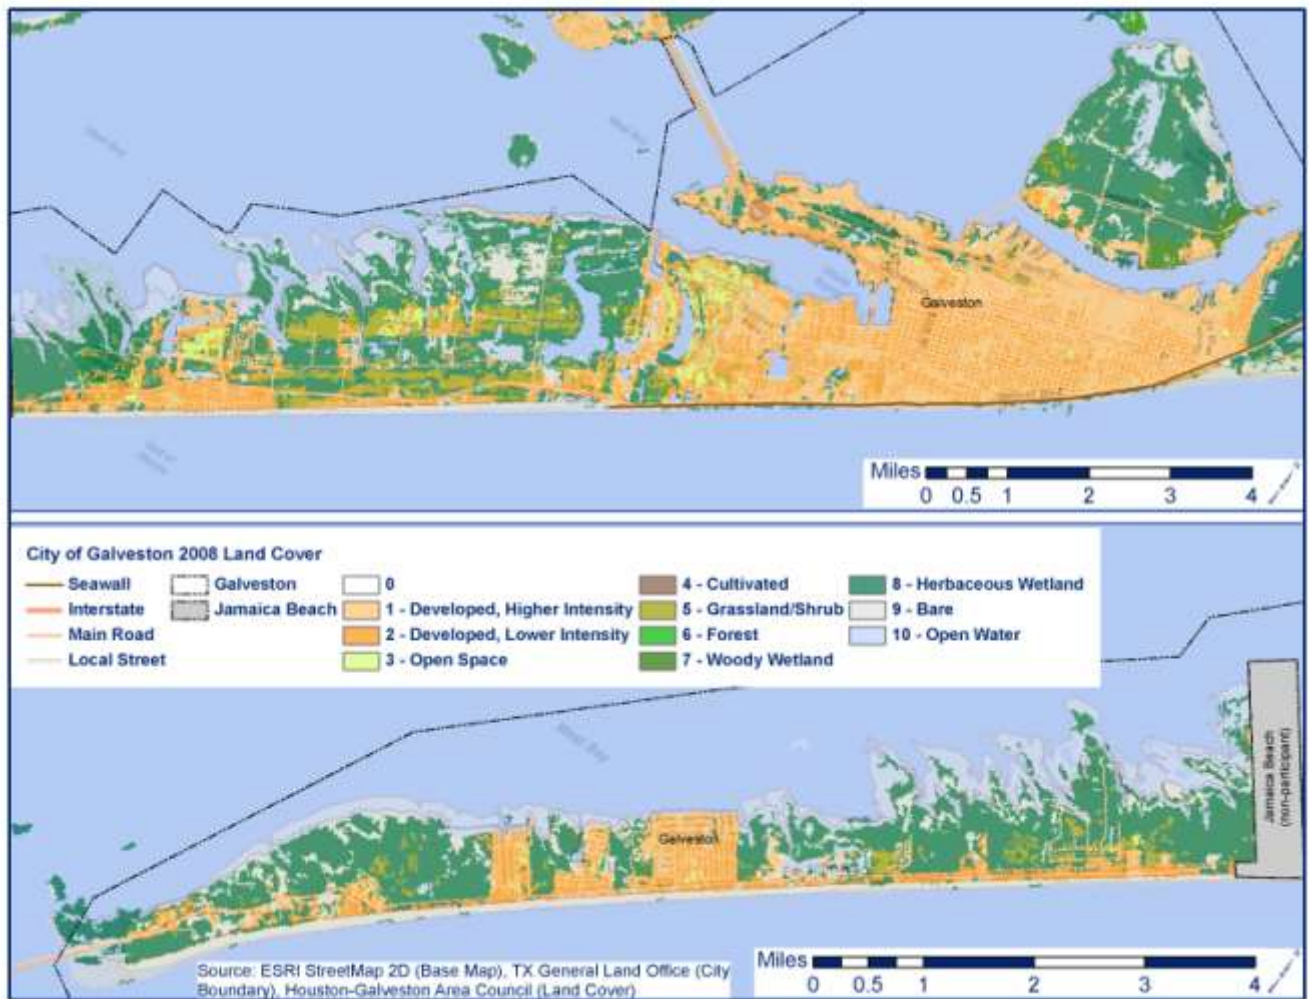 Galveston
Miles
0 0.5 1 2 3 4
City of Galveston 2008 Land Cover
Seawall
Interstate
Main Road
Local Street
Galveston
Jamaica Beach
0
1 - Developed, Higher Intensity
2 - Developed, Lower Intensity
3 - Open Space
4 - Cultivated
5 - Grassland/Shrub
6 - Forest
7 - Woody Wetland
8 - Herbaceous Wetland
9 - Bare
10 - Open Water
West Bay
Galveston
Jamaica Beach
(non-participant)
Source: ESRI StreetMap 2D (Base Map), TX General Land Office (City
Boundary), Houston-Galveston Area Council (Land Cover)
Miles
0 0.5 1 2 3 4